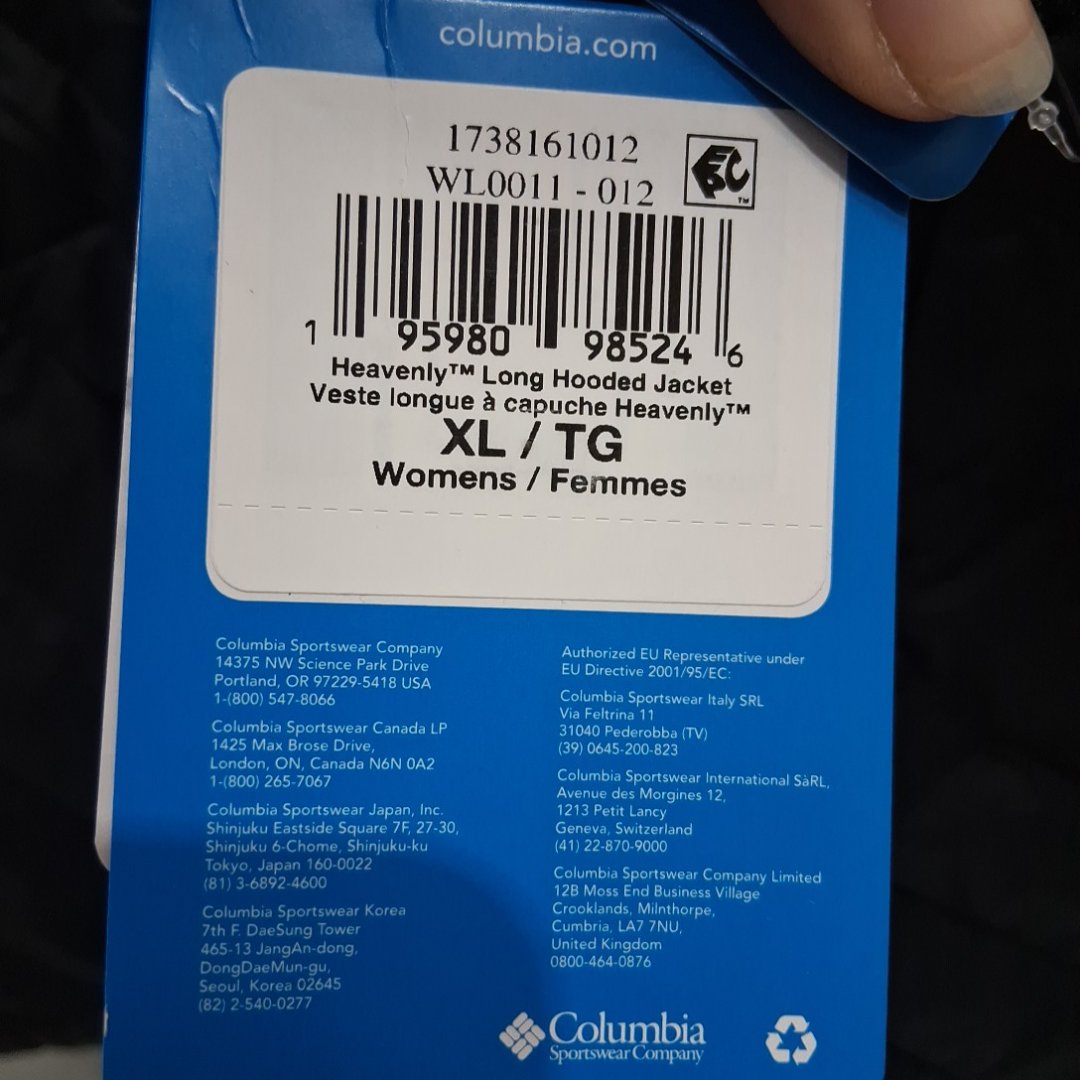 columbia.com
1738161012
WL0011 - 012
EPC
TM
1 95980 98524 6
Heavenly™ Long Hooded Jacket
Veste longue à capuche Heavenly™
XL / TG
Womens / Femmes
Columbia Sportswear Company
14375 NW Science Park Drive
Portland, OR 97229-5418 USA
1-(800) 547-8066
Columbia Sportswear Canada LP
1425 Max Brose Drive,
London, ON, Canada N6N 0A2
1-(800) 265-7067
Columbia Sportswear Japan, Inc.
Shinjuku Eastside Square 7F, 27-30,
Shinjuku 6-Chome, Shinjuku-ku
Tokyo, Japan 160-0022
(81) 3-6892-4600
Columbia Sportswear Korea
7th F. DaeSung Tower
465-13 JangAn-dong,
DongDaeMun-gu,
Seoul, Korea 02645
(82) 2-540-0277
Authorized EU Representative under
EU Directive 2001/95/EC:
Columbia Sportswear Italy SRL
Via Feltrina 11
31040 Pederobba (TV)
(39) 0645-200-823
Columbia Sportswear International SàRL,
Avenue des Morgines 12,
1213 Petit Lancy
Geneva, Switzerland
(41) 22-870-9000
Columbia Sportswear Company Limited
12B Moss End Business Village
Crooklands, Milnthorpe,
Cumbria, LA7 7NU,
United Kingdom
0800-464-0876
Columbia
Sportswear Company